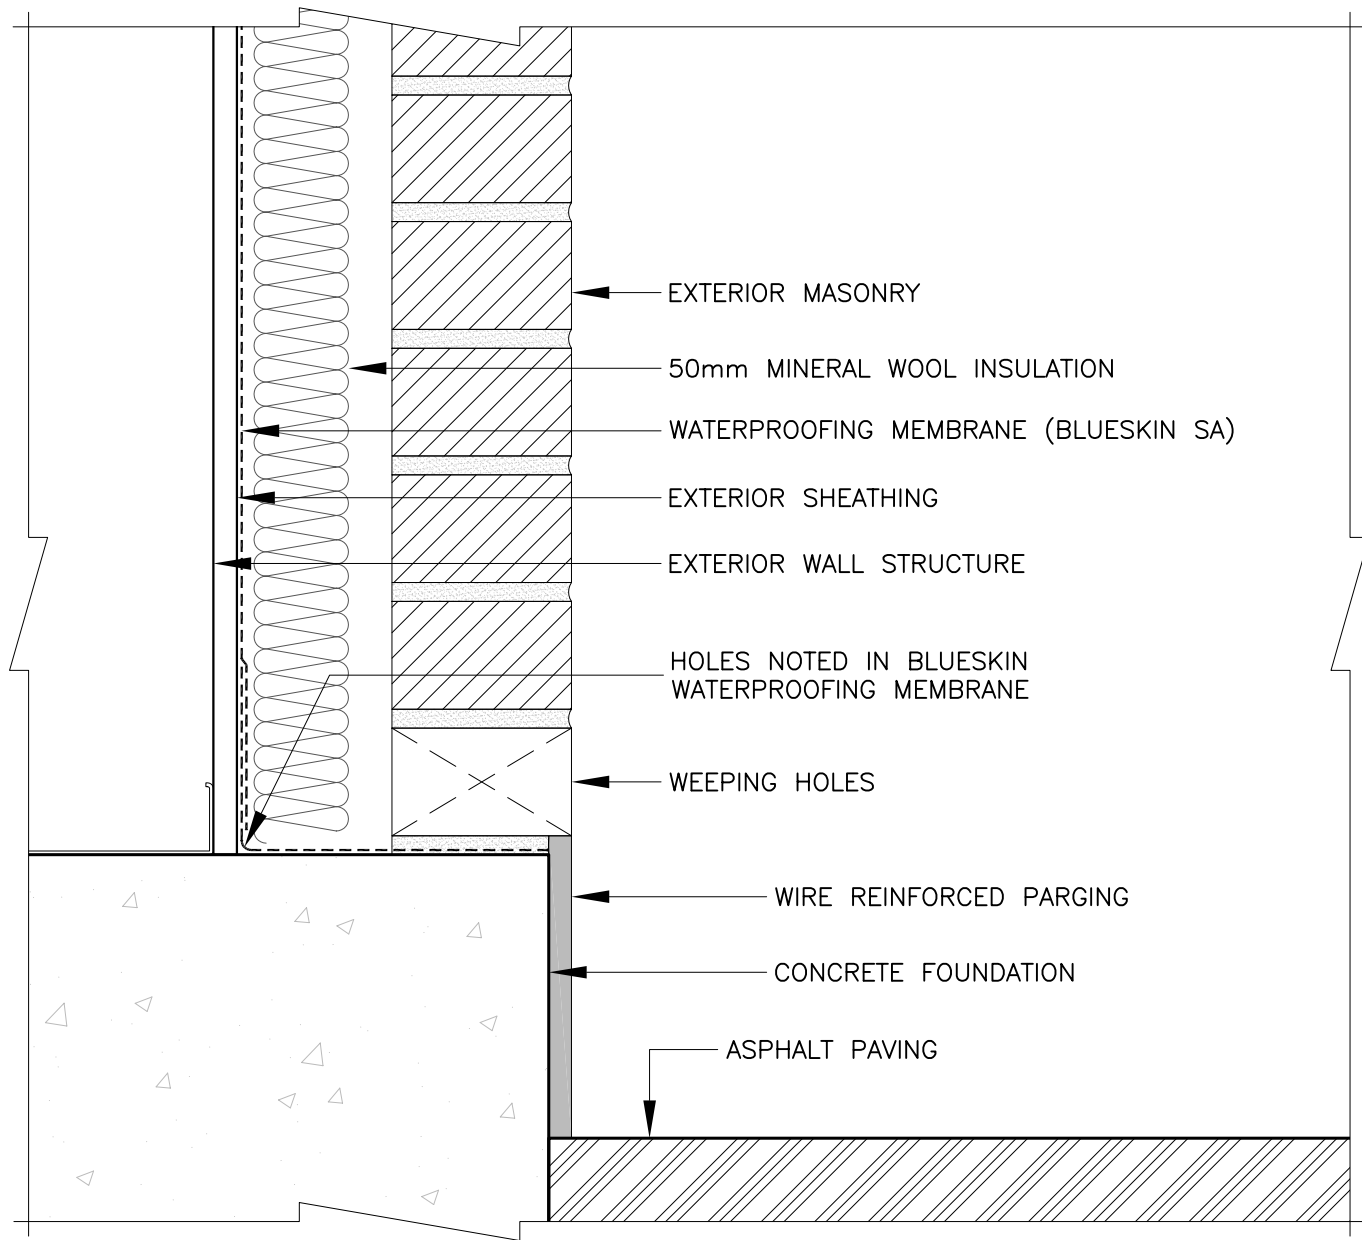 EXTERIOR MASONRY
50mm MINERAL WOOL INSULATION
WATERPROOFING MEMBRANE (BLUESKIN SA)
EXTERIOR SHEATHING
EXTERIOR WALL STRUCTURE
HOLES NOTED IN BLUESKIN
WATERPROOFING MEMBRANE
WEEPING HOLES
WIRE REINFORCED PARGING
CONCRETE FOUNDATION
ASPHALT PAVING